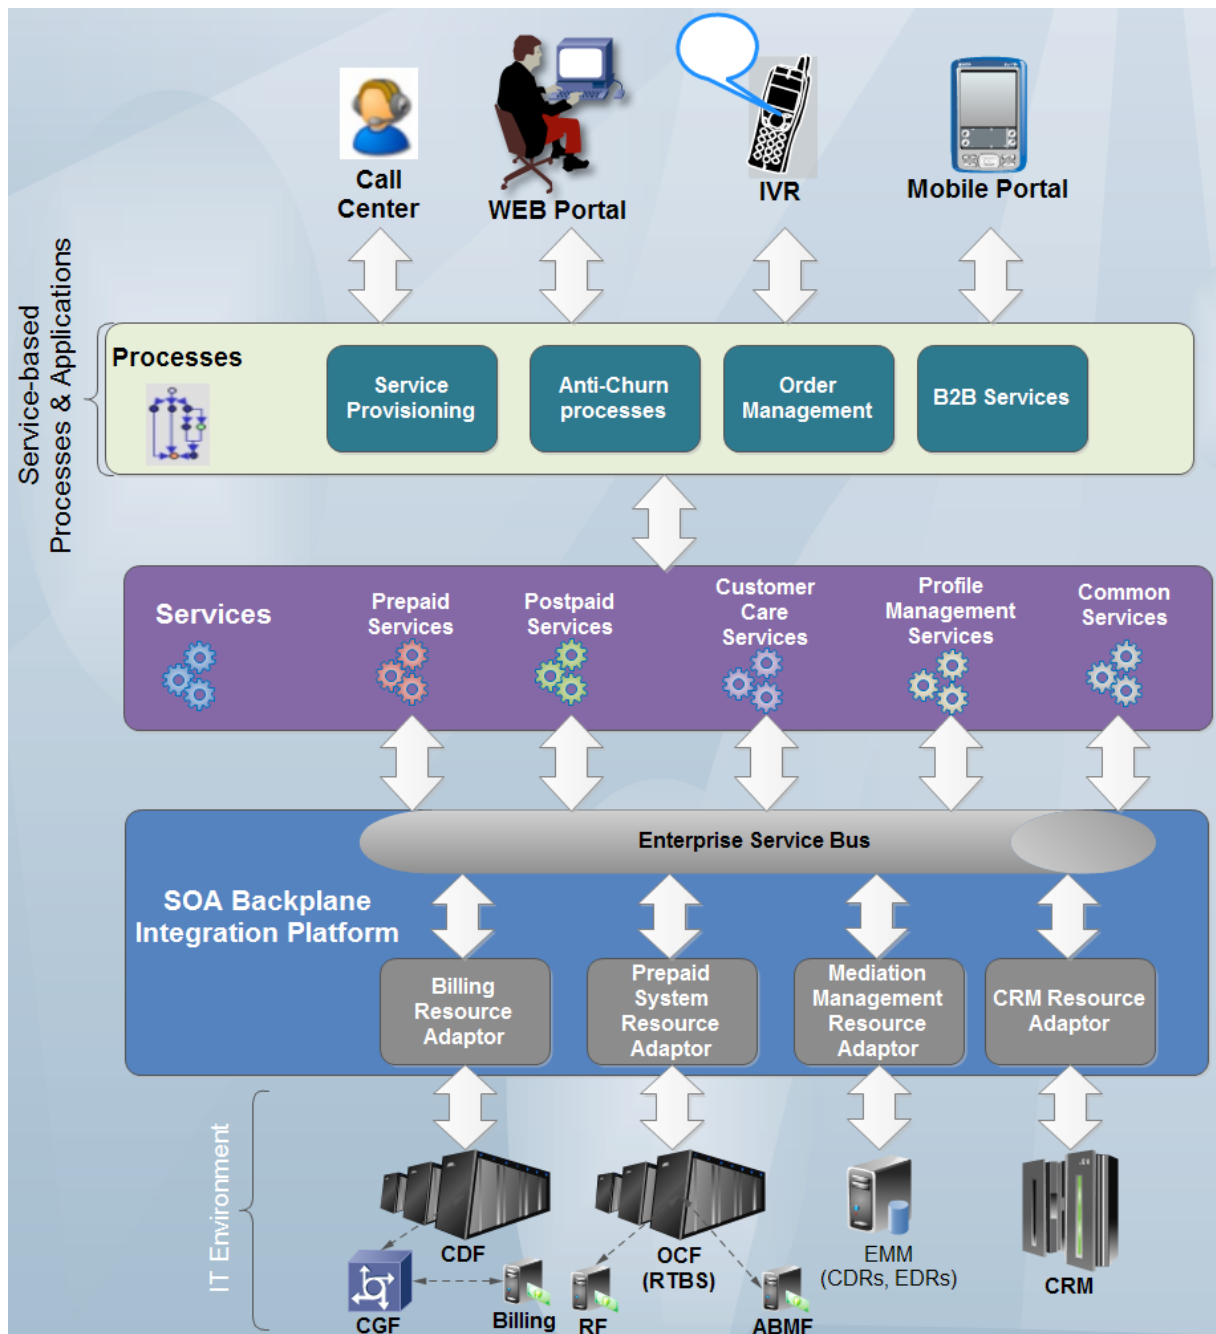 Call
Center
WEB Portal
IVR
Mobile Portal
Service-based
Processes & Applications
Processes
Service
Provisioning
Anti-Churn
processes
Order
Management
B2B Services
Services
Prepaid
Services
Postpaid
Services
Customer
Care
Services
Profile
Management
Services
Common
Services
Enterprise Service Bus
SOA Backplane
Integration Platform
Billing
Resource
Adaptor
Prepaid
System
Resource
Adaptor
Mediation
Management
Resource
Adaptor
CRM Resource
Adaptor
IT Environment
CDF
OCF
(RTBS)
EMM
(CDRs, EDRs)
CRM
CGF
Billing
RF
ABMF